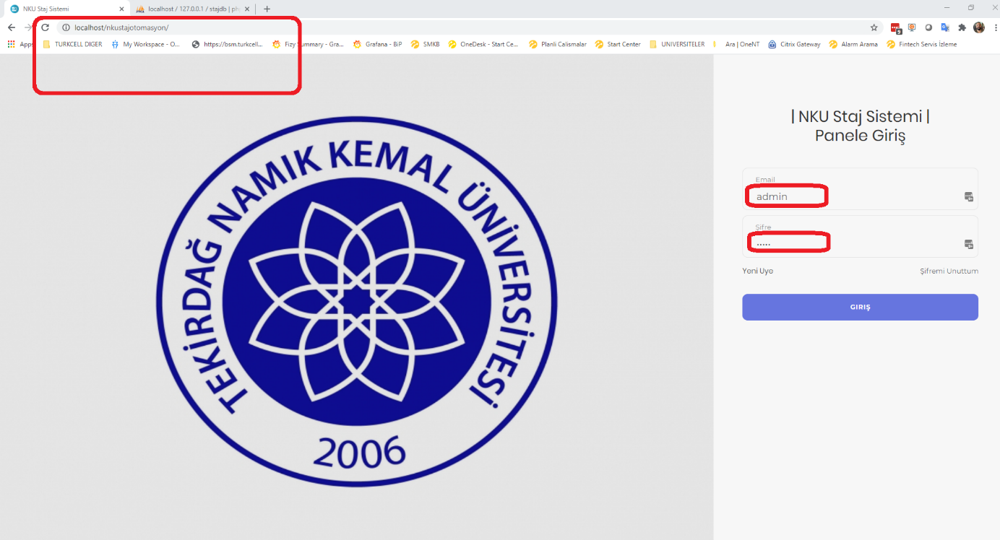 NKU Staj Sistemi
localhost / 127.0.0.1 / stajdb | ph
localhost/nkustajotomasyon/
9
Apps TURKCELL DIGER My Workspace - O... https://bsm.turkcell... Fizy Summary - Gra... Grafana - BiP SMKB OneDesk - Start Ce... Planli Calismalar Start Center UNIVERSITELER Ara | OneNT Citrix Gateway Alarm Arama Fintech Servis İzleme
TEKİRDAĞ NAMIK KEMAL ÜNİVERSİTESİ
2006
| NKU Staj Sistemi |
Panele Giriş
Email
admin
Şifre
•••••
Yeni Uye Şifremi Unuttum
GIRIŞ